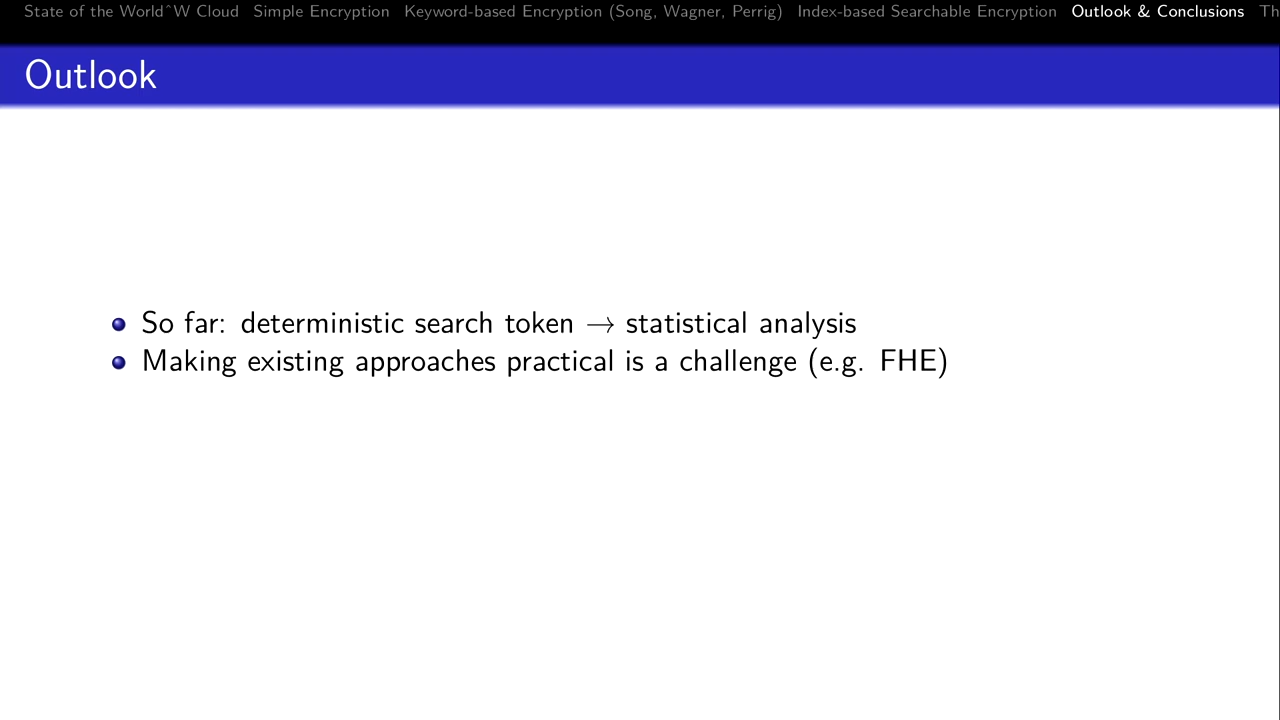 State of the World^W Cloud Simple Encryption Keyword-based Encryption (Song, Wagner, Perrig) Index-based Searchable Encryption Outlook & Conclusions Th
Outlook
So far: deterministic search token → statistical analysis
Making existing approaches practical is a challenge (e.g. FHE)